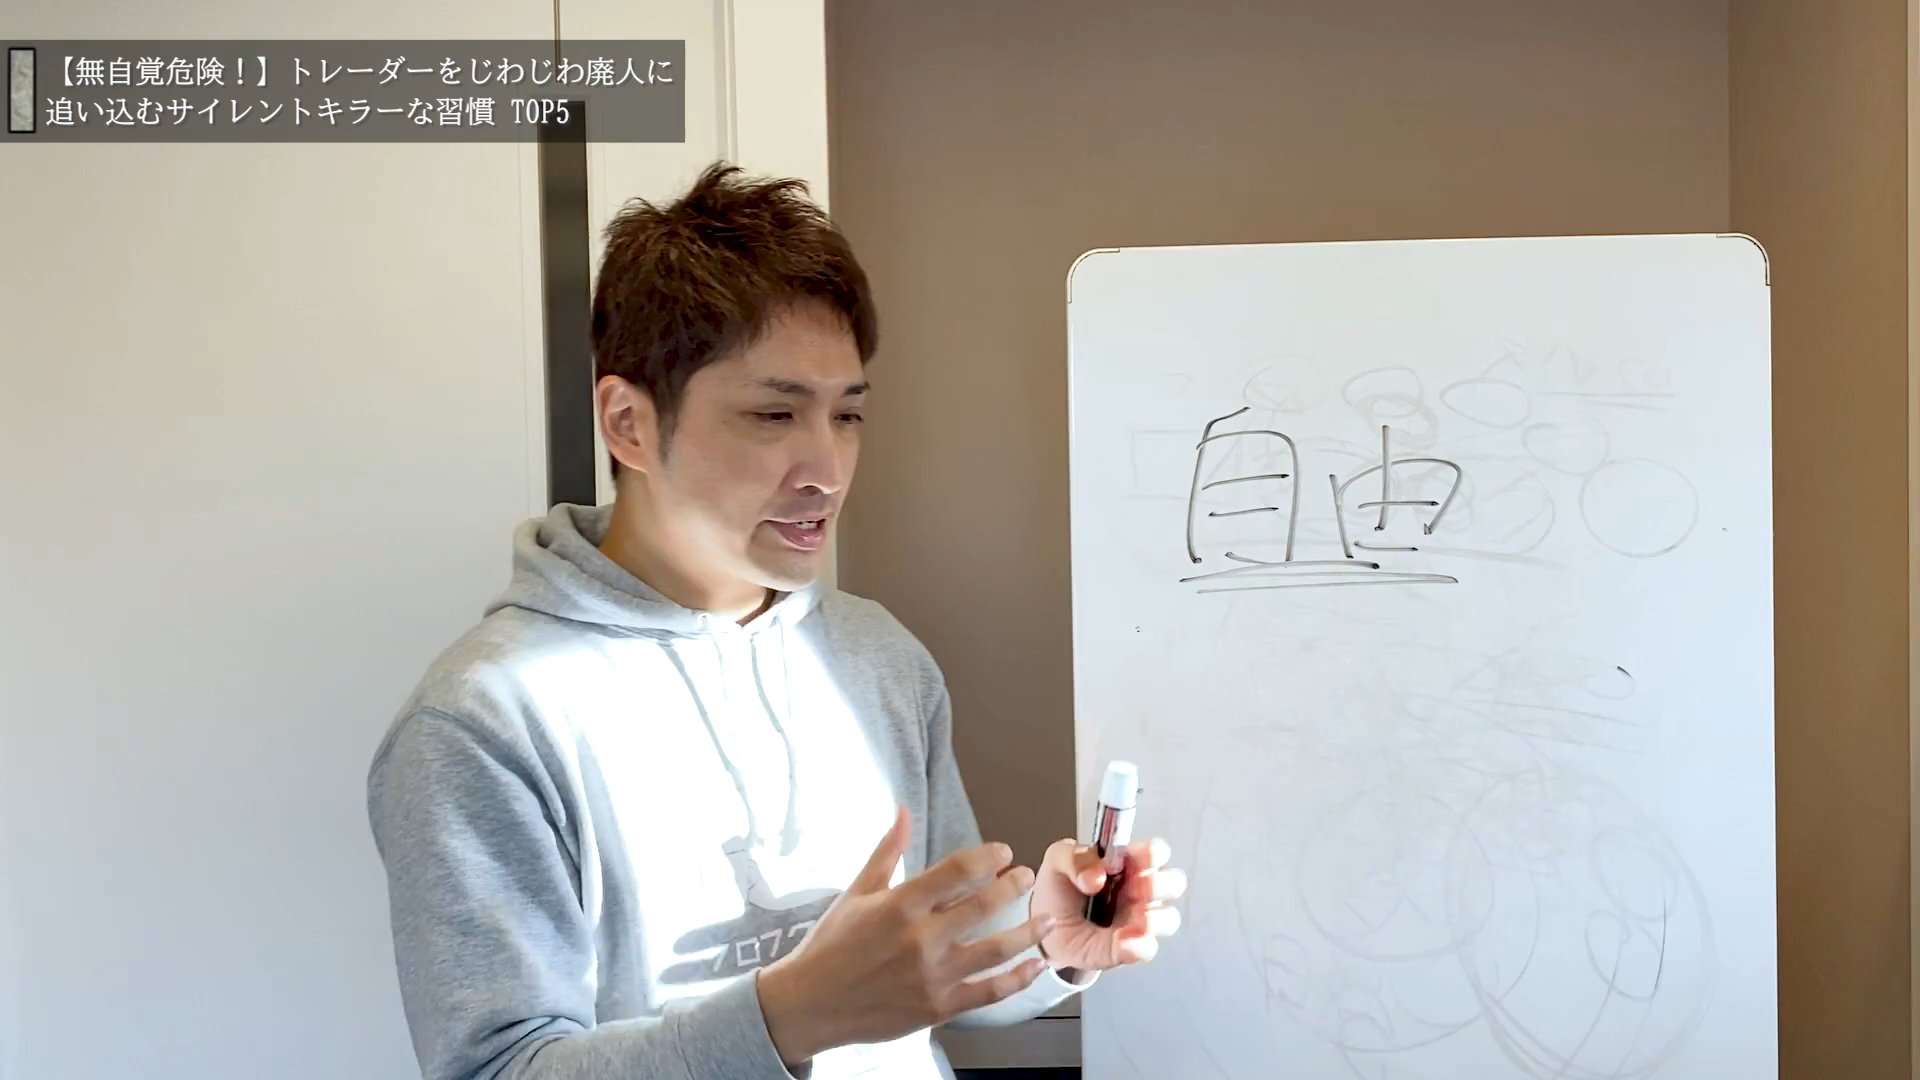 【無自覚危険！】トレーダーをじわじわ廃人に
追い込むサイレントキラーな習慣 TOP5
自由